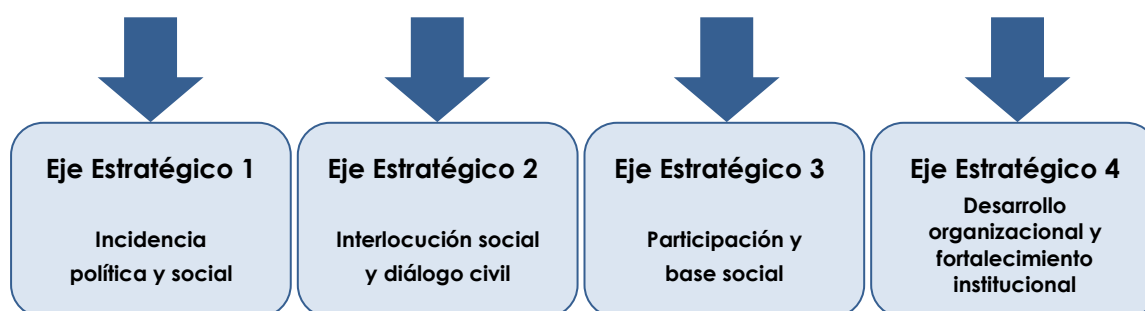 Eje Estratégico 1
Incidencia
política y social
Eje Estratégico 2
Interlocución social
y diálogo civil
Eje Estratégico 3
Participación y
base social
Eje Estratégico 4
Desarrollo
organizacional y
fortalecimiento
institucional